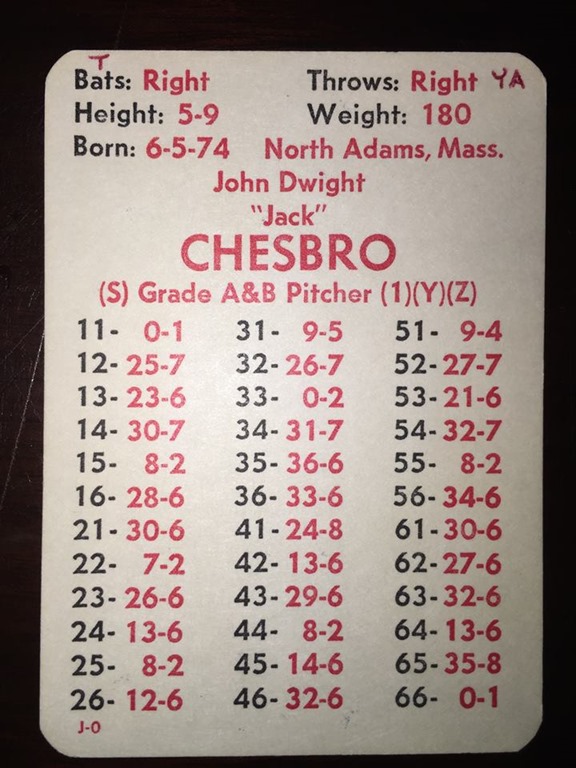 T
Bats: Right Throws: Right YA
Height: 5-9 Weight: 180
Born: 6-5-74 North Adams, Mass.
John Dwight
"Jack"
CHESBRO
(S) Grade A&B Pitcher (1)(Y)(Z)
11- 0-1 31- 9-5 51- 9-4
12- 25-7 32- 26-7 52- 27-7
13- 23-6 33- 0-2 53- 21-6
14- 30-7 34- 31-7 54- 32-7
15- 8-2 35- 36-6 55- 8-2
16- 28-6 36- 33-6 56- 34-6
21- 30-6 41- 24-8 61- 30-6
22- 7-2 42- 13-6 62- 27-6
23- 26-6 43- 29-6 63- 32-6
24- 13-6 44- 8-2 64- 13-6
25- 8-2 45- 14-6 65- 35-8
26- 12-6 46- 32-6 66- 0-1
J-0